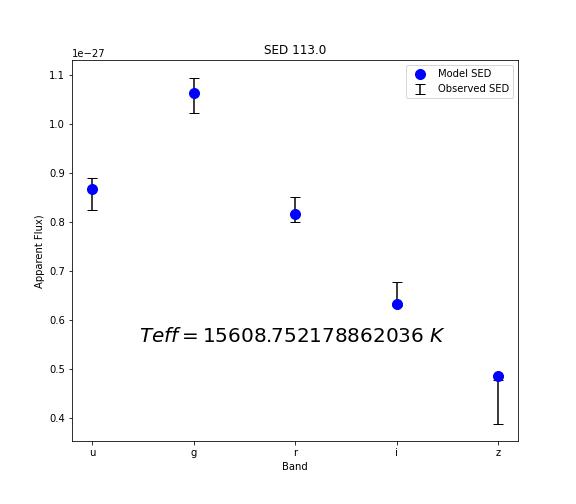 SED 113.0
1e−27
Model SED
Observed SED
1.1
1.0
0.9
0.8
0.7
0.6
0.5
0.4
Apparent Flux)
Teff = 15608.752178862036 K
u g r i z
Band